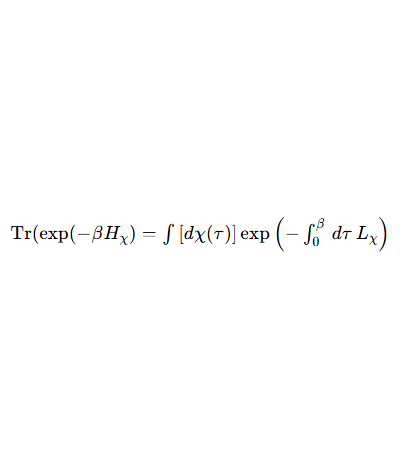 Tr(exp(−βH_χ) = ∫ [dχ(τ)] exp (− ∫_0^β dτ L_χ)